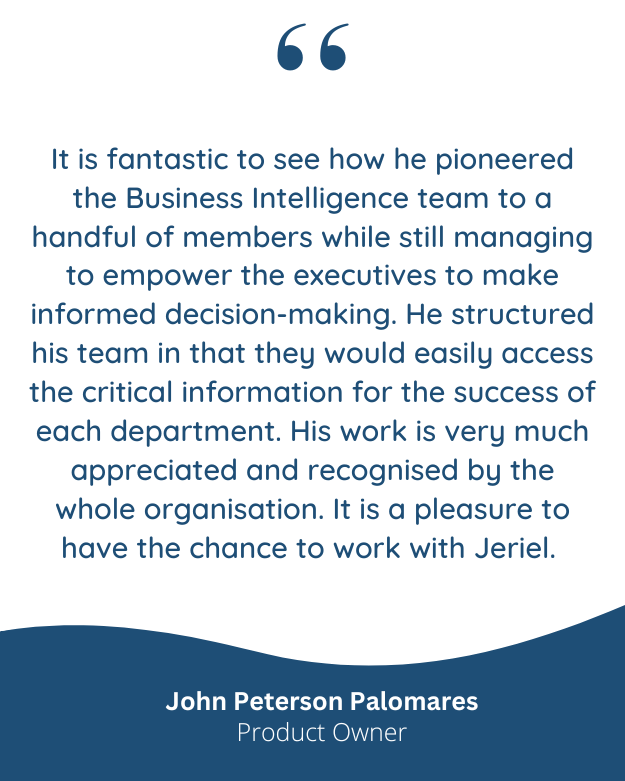 “
It is fantastic to see how he pioneered
the Business Intelligence team to a
handful of members while still managing
to empower the executives to make
informed decision-making. He structured
his team in that they would easily access
the critical information for the success of
each department. His work is very much
appreciated and recognised by the
whole organisation. It is a pleasure to
have the chance to work with Jeriel.
John Peterson Palomares
Product Owner